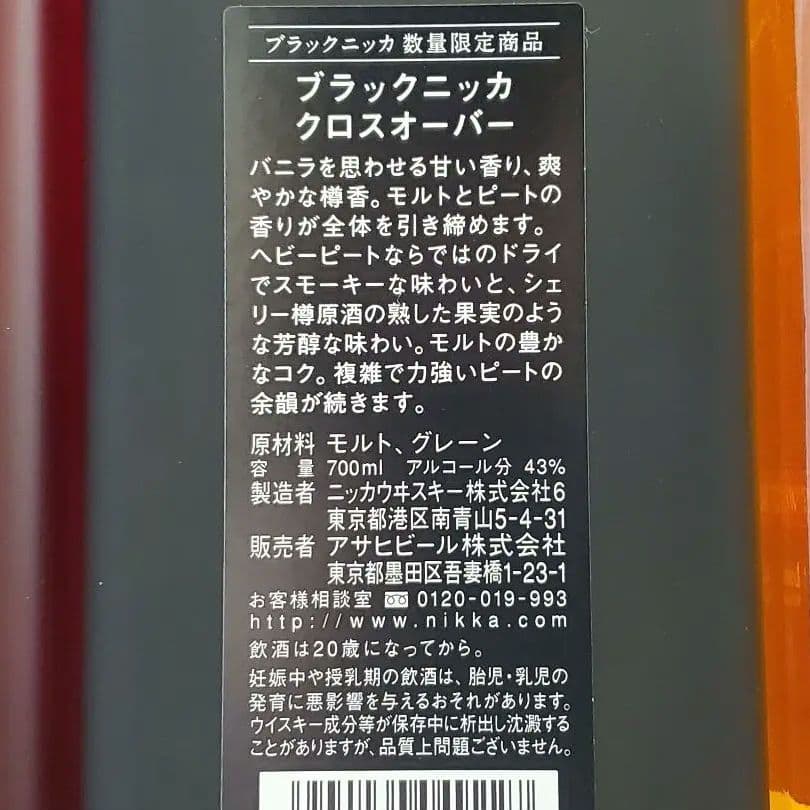 ブラックニッカ 数量限定商品
ブラックニッカ
クロスオーバー
バニラを思わせる甘い香り、爽
やかな樽香。モルトとピートの
香りが全体を引き締めます。
ヘビーピートならではのドライ
でスモーキーな味わいと、シェ
リー樽原酒の熟した果実のよう
な芳醇な味わい。モルトの豊か
なコク。複雑で力強いピートの
余韻が続きます。
原材料 モルト、グレーン
容 量 700ml アルコール分 43%
製造者 ニッカウヰスキー株式会社6
東京都港区南青山5-4-31
販売者 アサヒビール株式会社
東京都墨田区吾妻橋1-23-1
お客様相談室 0120-019-993
http://www.nikka.com
飲酒は20歳になってから。
妊娠中や授乳期の飲酒は、胎児・乳児の
発育に悪影響を与えるおそれがあります。
ウイスキー成分等が保存中に析出し沈澱する
ことがありますが、品質上問題ございません。